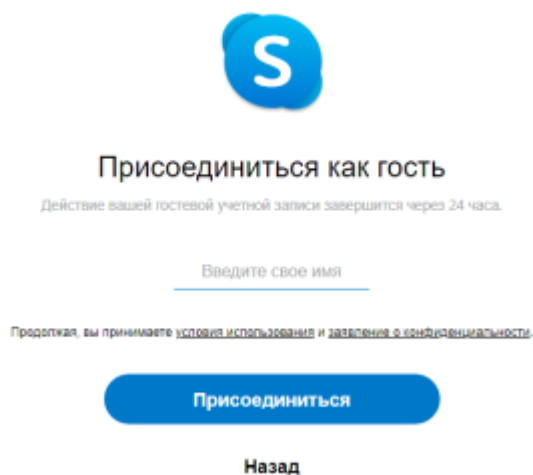 S
Присоединиться как гость
Действие вашей гостевой учетной записи завершится через 24 часа.
Введите свое имя
Продолжая, вы принимаете условия использования и заявление о конфиденциальности.
Присоединиться
Назад